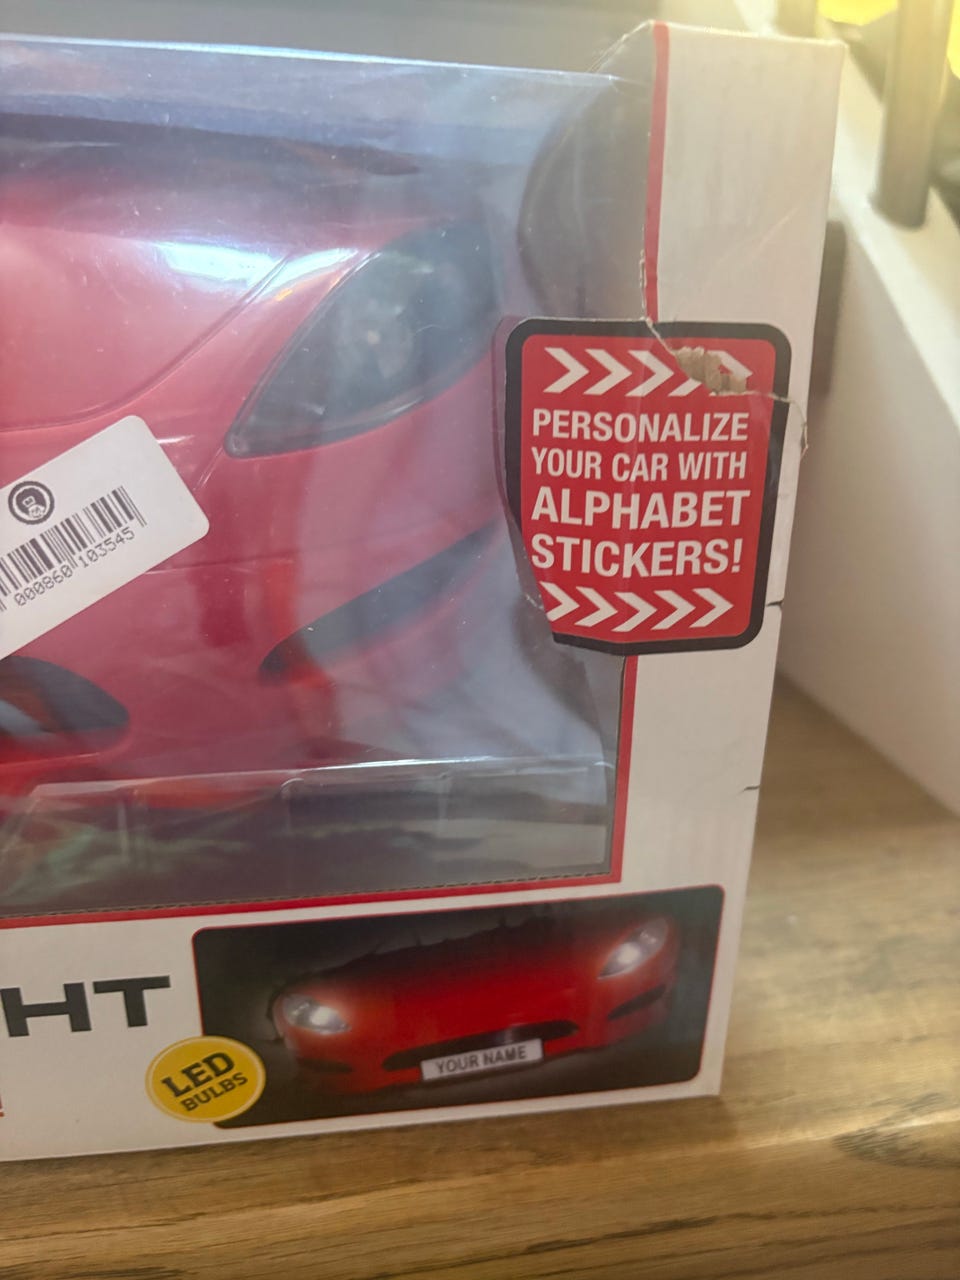 PERSONALIZE
YOUR CAR WITH
ALPHABET
STICKERS!
000860 103545
HT
LED
BULBS
YOUR NAME